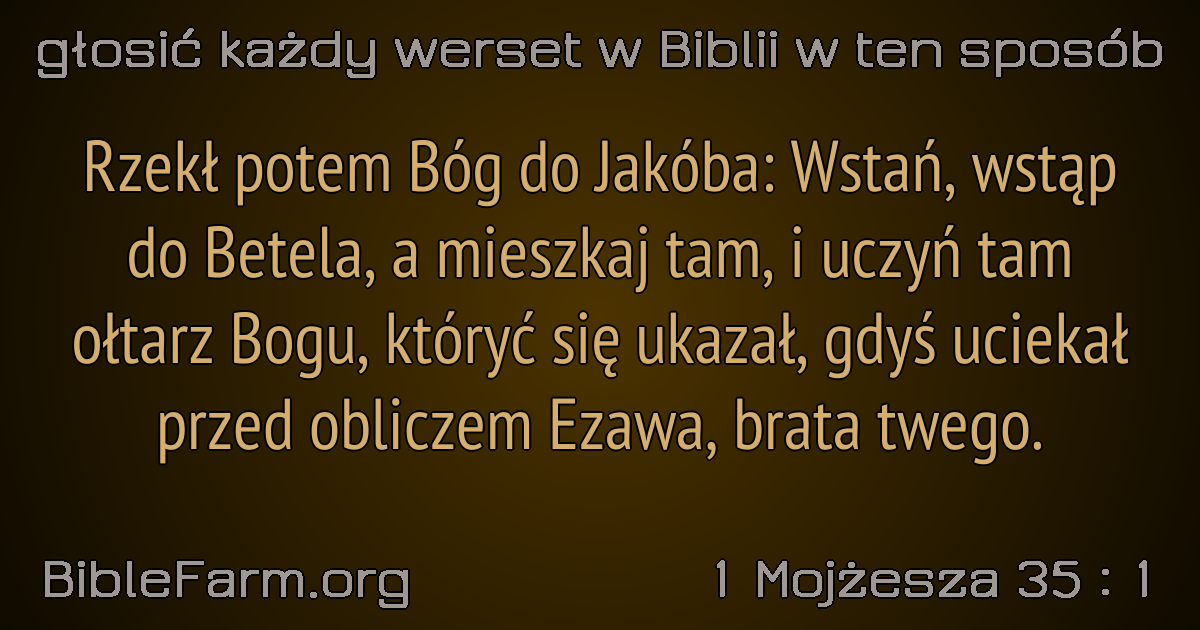 głosić każdy werset w Biblii w ten sposób
Rzekł potem Bóg do Jakóba: Wstań, wstąp
do Betela, a mieszkaj tam, i uczyń tam
ołtarz Bogu, któryć się ukazał, gdyś uciekał
przed obliczem Ezawa, brata twego.
BibleFarm.org
1 Mojżesza 35 : 1